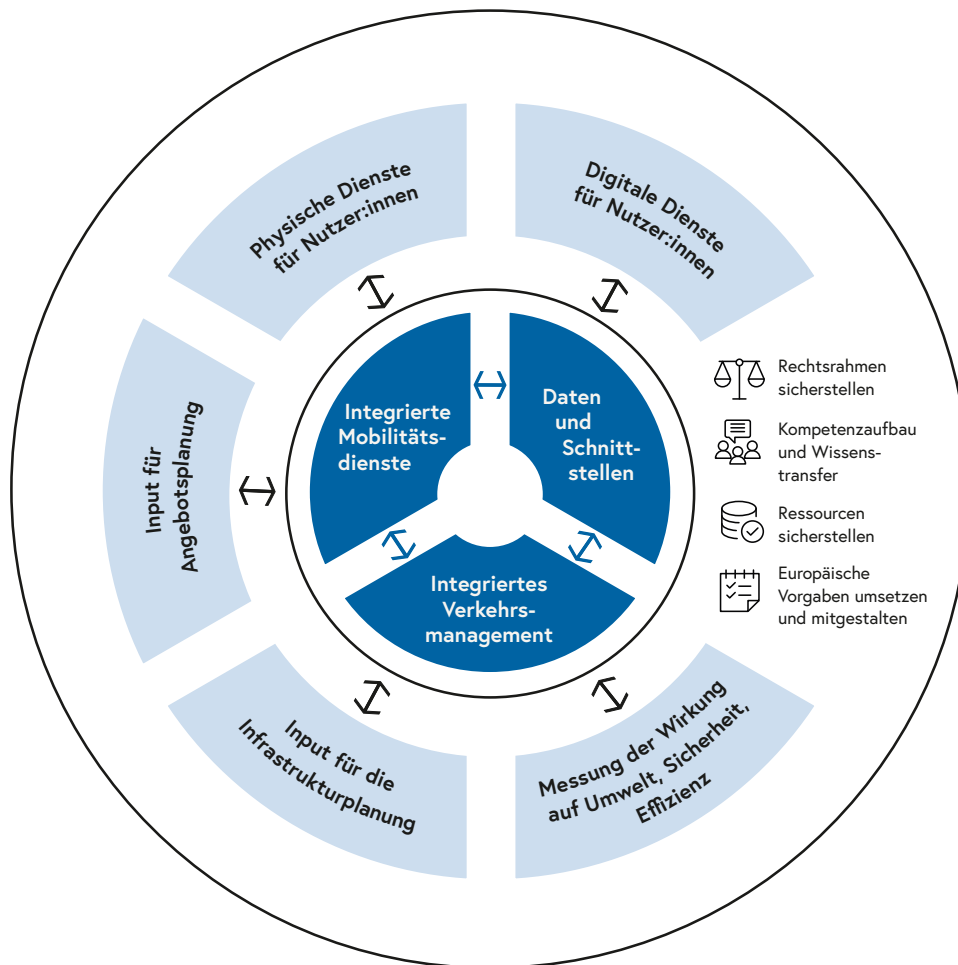 Physische Dienste
für Nutzer:innen
Digitale Dienste
für Nutzer:innen
Input für
Angebotsplanung
Integrierte
Mobilitäts-
dienste
Daten
und
Schnitt-
stellen
Integriertes
Verkehrs-
management
Rechtsrahmen
sicherstellen
Kompetenzaufbau
und Wissens-
transfer
Ressourcen
sicherstellen
Europäische
Vorgaben umsetzen
und mitgestalten
Input für die
Infrastrukturplanung
Messung der Wirkung
auf Umwelt, Sicherheit,
Effizienz